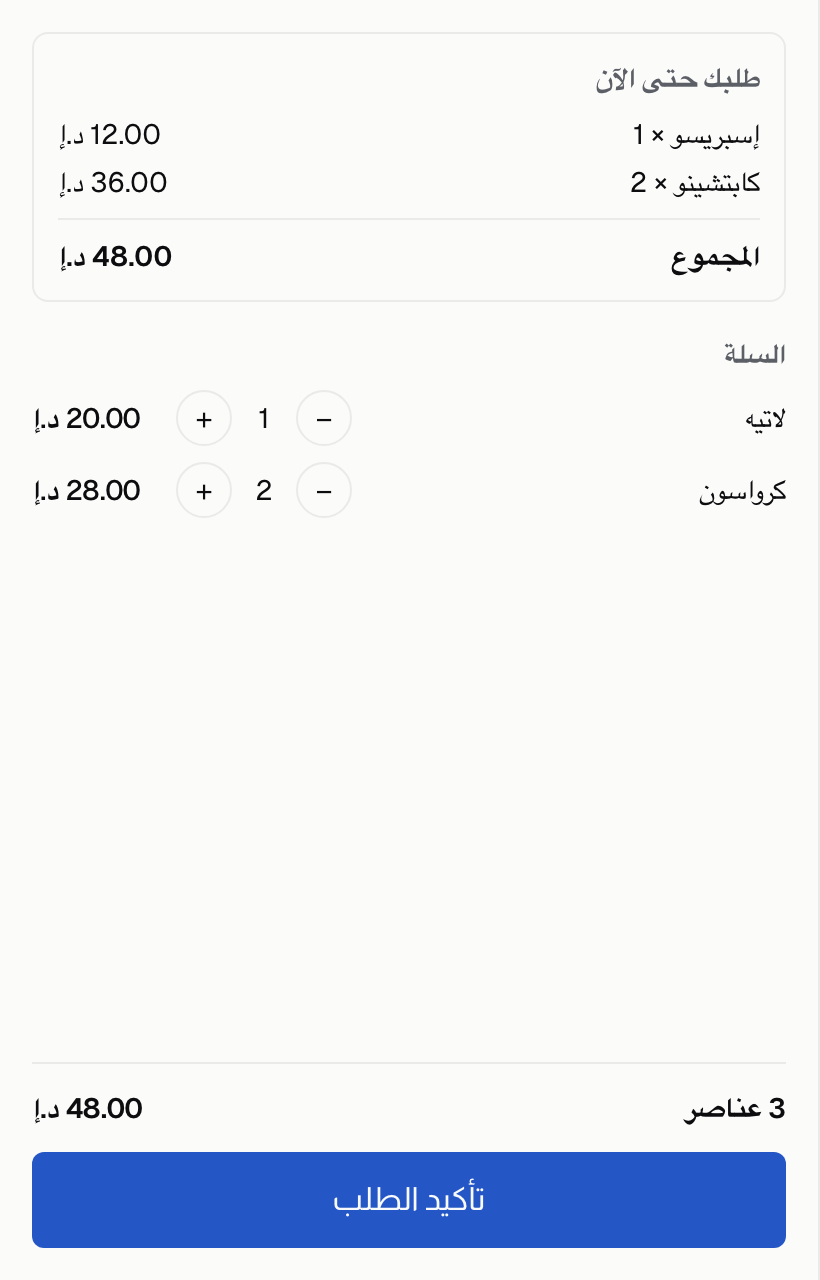 طلبك حتى الآن
إسبريسو × 1 12.00 د.إ
كابتشينو × 2 36.00 د.إ
المجموع 48.00 د.إ
السلة
لاتيه − 1 + 20.00 د.إ
كرواسون − 2 + 28.00 د.إ
3 عناصر 48.00 د.إ
تأكيد الطلب